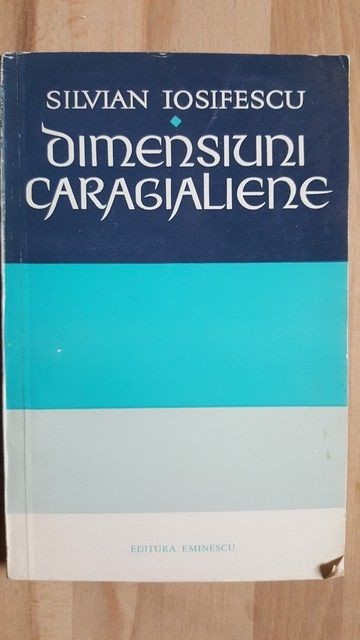 SILVIAN IOSIFESCU
DIMENSIUNI
CARAGIALIENE
EDITURA EMINESCU